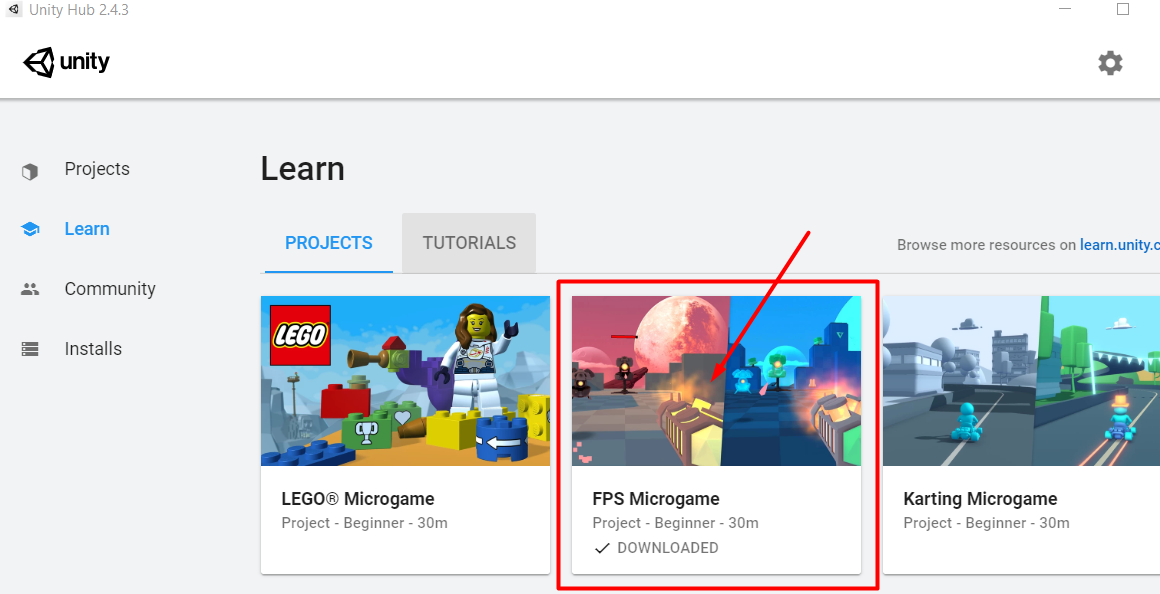 Unity Hub 2.4.3
unity
Projects
Learn
Community
Installs
Learn
PROJECTS
TUTORIALS
Browse more resources on learn.unity.c
LEGO
LEGO® Microgame
Project - Beginner - 30m
FPS Microgame
Project - Beginner - 30m
DOWNLOADED
Karting Microgame
Project - Beginner - 30m